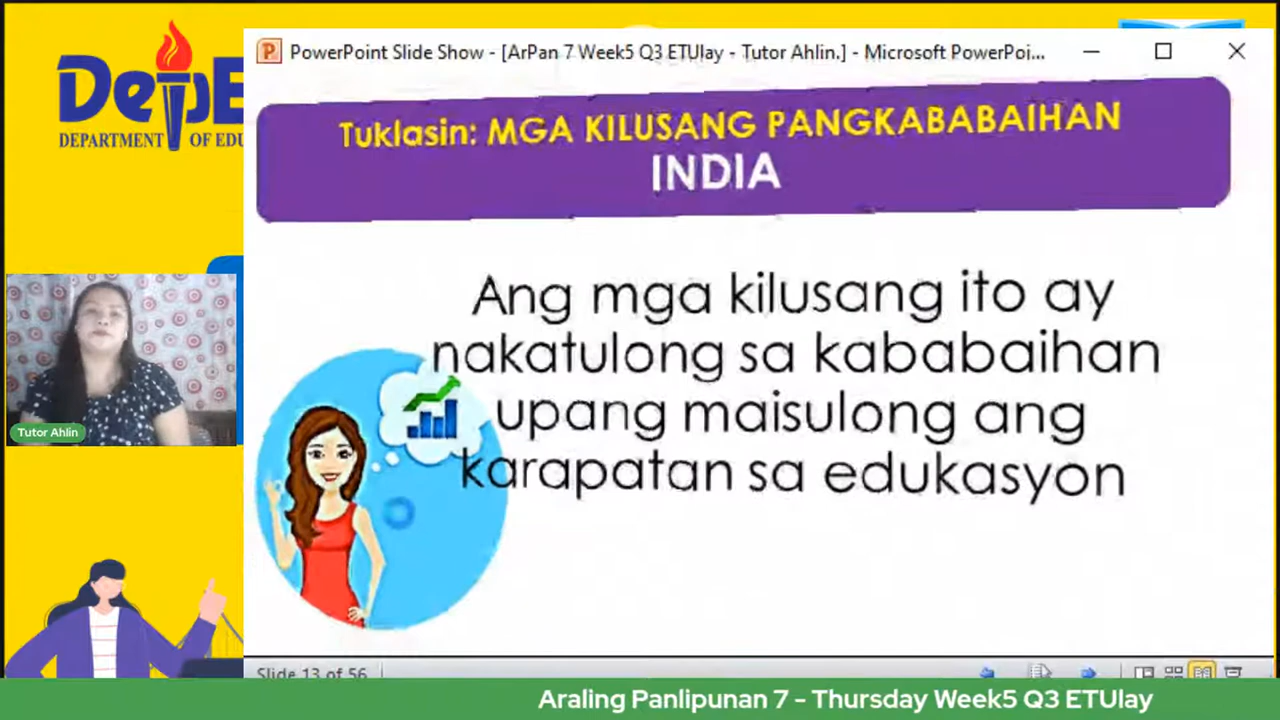 PowerPoint Slide Show - [ArPan 7 Week5 Q3 ETUlay - Tutor Ahlin.] - Microsoft PowerPoi...
DepE
DEPARTMENT OF EDU
Tuklasin: MGA KILUSANG PANGKABABAIHAN
INDIA
Ang mga kilusang ito ay
nakatulong sa kababaihan
upang maisulong ang
karapatan sa edukasyon
Tutor Ahlin
Slide 13 of 56
Araling Panlipunan 7 - Thursday Week5 Q3 ETUlay